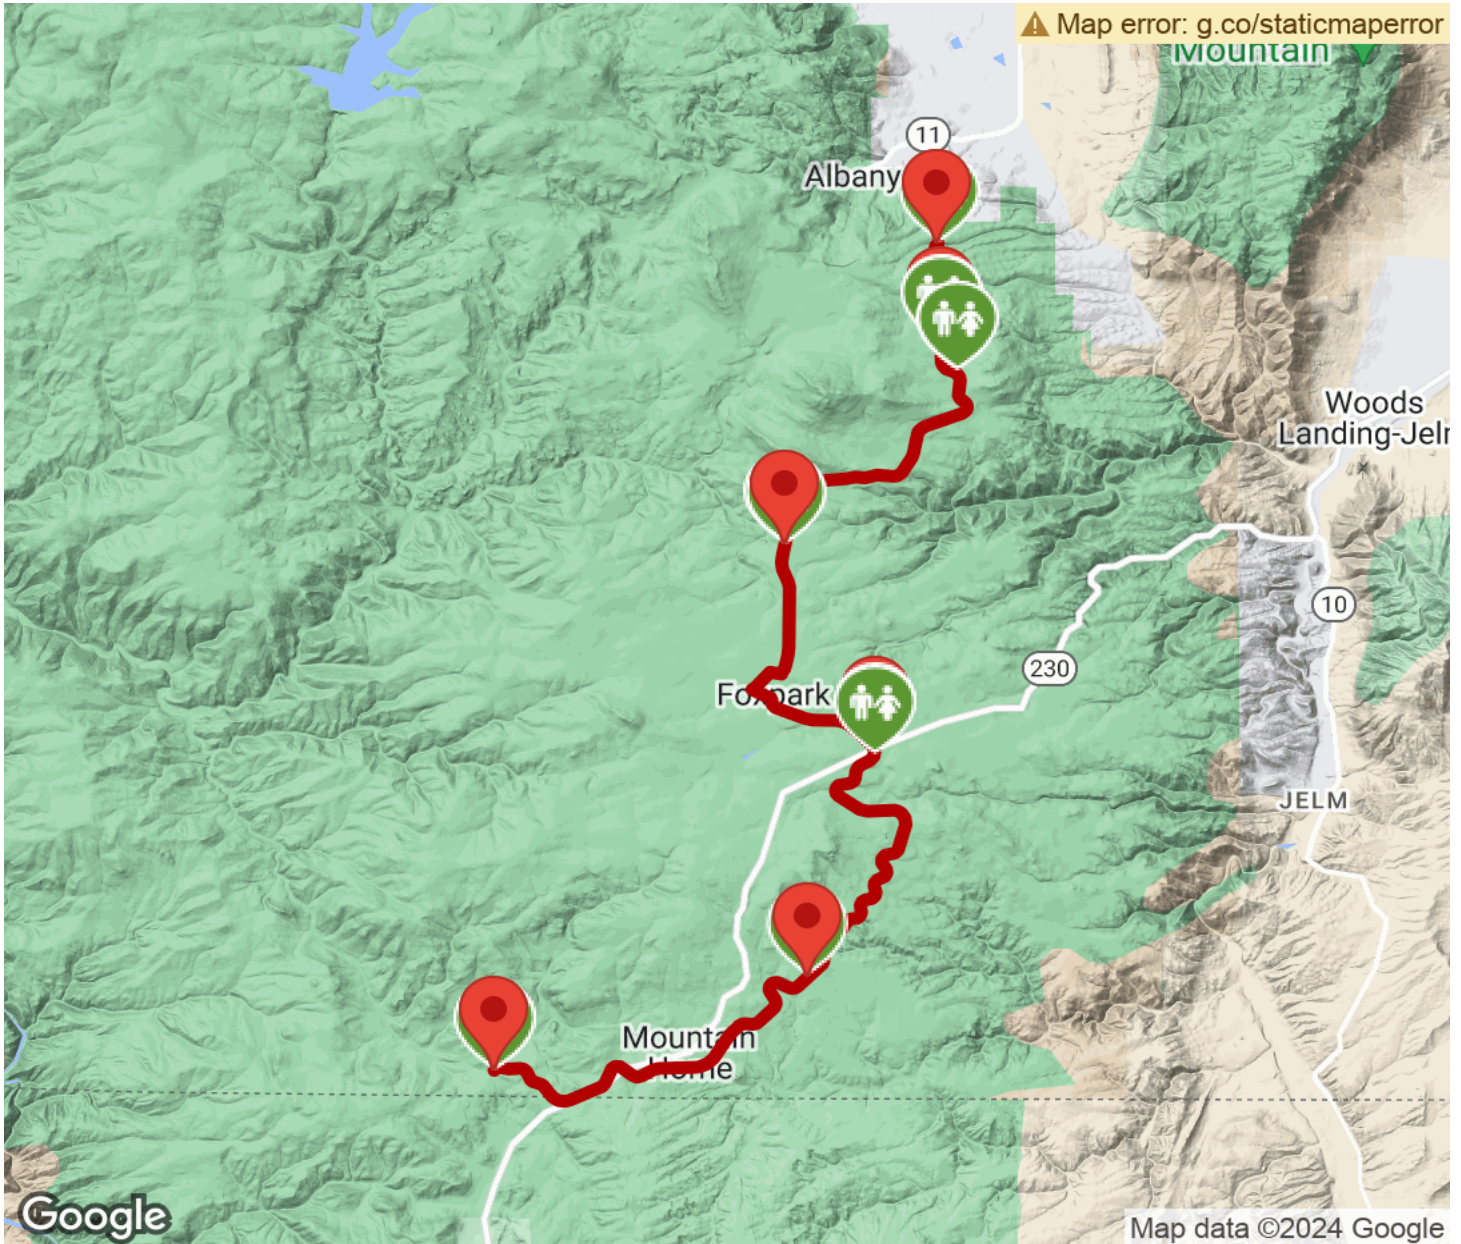 Map error: g.co/staticmaperror
Mountain
11
Albany
Woods
Landing-Jelr
10
230
Foxpark
JELM
Mountain
Home
Google
Map data ©2024 Google